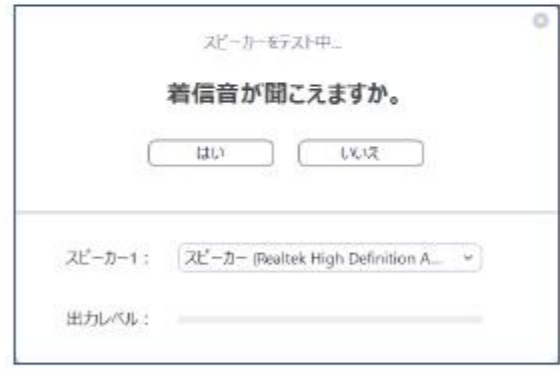 スピーカーをテスト中...
着信音が聞こえますか。
はい いいえ
スピーカー1： スピーカー (Realtek High Definition A...
出力レベル：